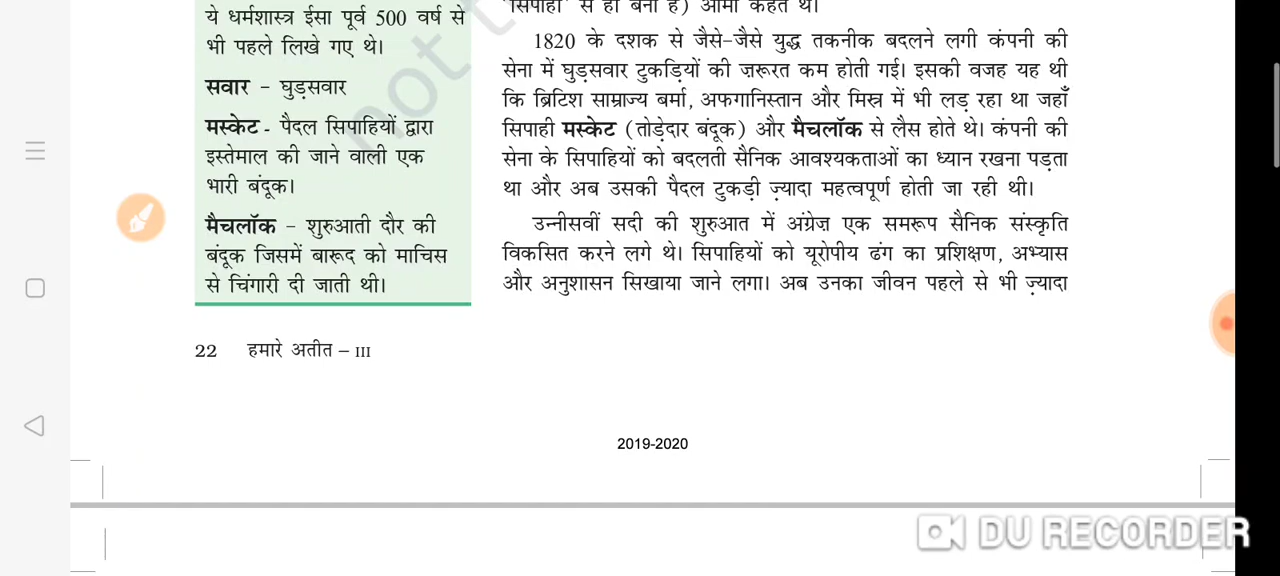 ये धर्मशास्त्र ईसा पूर्व 500 वर्ष से
भी पहले लिखे गए थे।
सवार – घुड़सवार
मस्केट - पैदल सिपाहियों द्वारा
इस्तेमाल की जाने वाली एक
भारी बंदूक।
मैचलॉक – शुरुआती दौर की
बंदूक जिसमें बारूद को माचिस
से चिंगारी दी जाती थी।
'सिपाही' से ही बना है) आर्मी कहते थे।
1820 के दशक से जैसे-जैसे युद्ध तकनीक बदलने लगी कंपनी की
सेना में घुड़सवार टुकड़ियों की ज़रूरत कम होती गई। इसकी वजह यह थी
कि ब्रिटिश साम्राज्य बर्मा, अफगानिस्तान और मिस्र में भी लड़ रहा था जहाँ
सिपाही मस्केट (तोड़ेदार बंदूक) और मैचलॉक से लैस होते थे। कंपनी की
सेना के सिपाहियों को बदलती सैनिक आवश्यकताओं का ध्यान रखना पड़ता
था और अब उसकी पैदल टुकड़ी ज़्यादा महत्वपूर्ण होती जा रही थी।
उन्नीसवीं सदी की शुरुआत में अंग्रेज़ एक समरूप सैनिक संस्कृति
विकसित करने लगे थे। सिपाहियों को यूरोपीय ढंग का प्रशिक्षण, अभ्यास
और अनुशासन सिखाया जाने लगा। अब उनका जीवन पहले से भी ज़्यादा
22 हमारे अतीत – III
2019-2020
not t
DU RECORDER